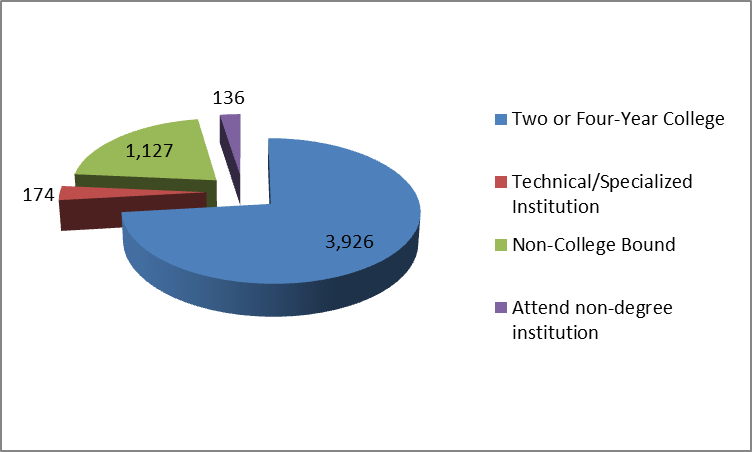 136
1,127
174
3,926
Two or Four-Year College
Technical/Specialized
Institution
Non-College Bound
Attend non-degree
institution